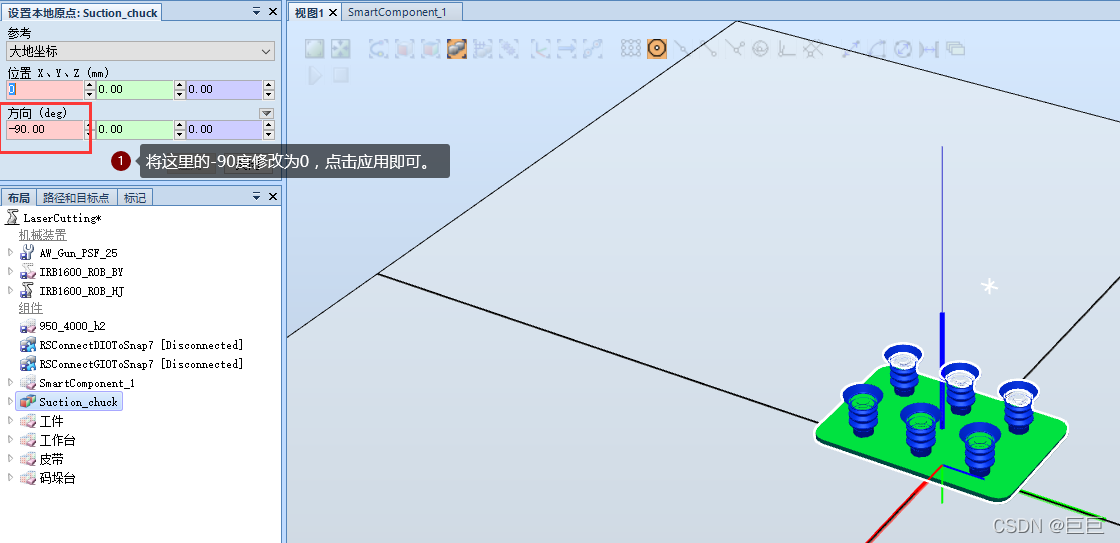 设置本地原点: Suction_chuck
参考
大地坐标
位置 X、Y、Z (mm)
0 0.00 0.00
方向 (deg)
-90.00 0.00 0.00
1 将这里的-90度修改为0，点击应用即可。
布局 路径和目标点 标记
LaserCutting*
机械装置
AW_Gun_PSF_25
IRB1600_ROB_BY
IRB1600_ROB_HJ
组件
950_4000_h2
RSConnectDIOToSnap7 [Disconnected]
RSConnectGIOToSnap7 [Disconnected]
SmartComponent_1
Suction_chuck
工件
工作台
皮带
码垛台
视图1 SmartComponent_1
CSDN @巨巨